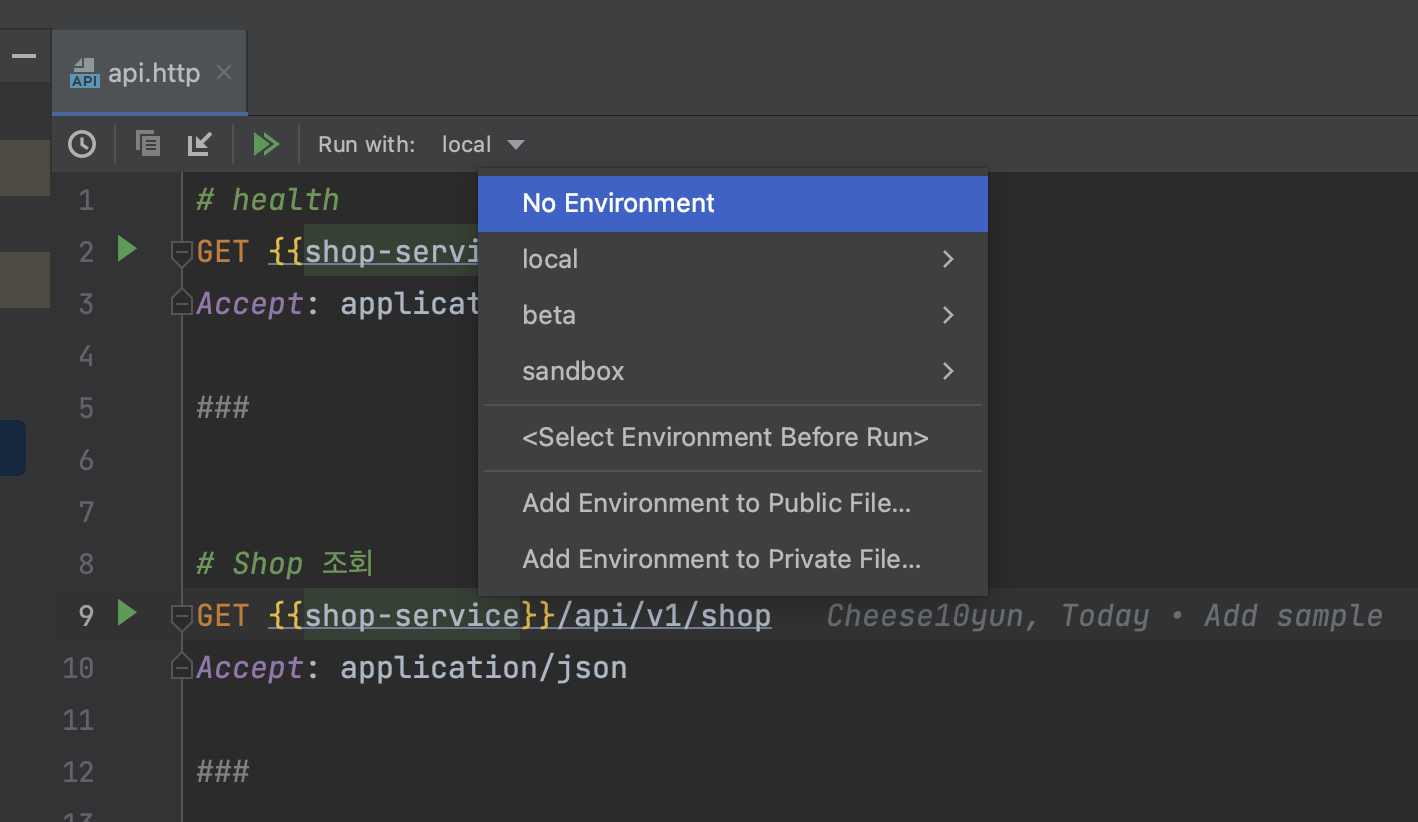 API api.http
Run with: local
1 # health
No Environment
2 GET {{shop-servi
local
3 Accept: applicat
beta
4
sandbox
5 ###
<Select Environment Before Run>
6
7
Add Environment to Public File...
8 # Shop 조회
Add Environment to Private File...
9 GET {{shop-service}}/api/v1/shop Cheese10yun, Today • Add sample
10 Accept: application/json
11
12 ###
13